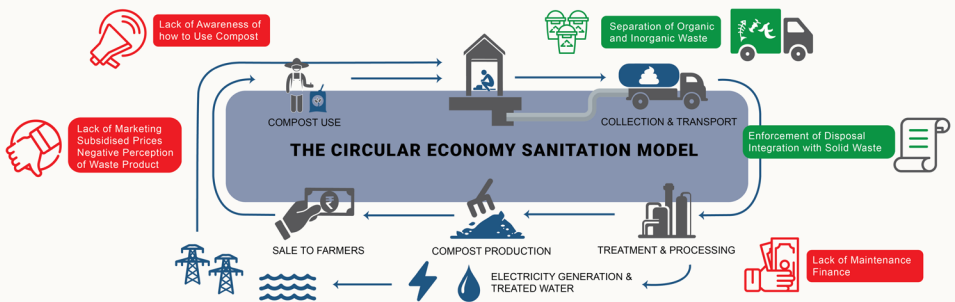 Lack of Awareness of
how to Use Compost
Separation of Organic
and Inorganic Waste
COMPOST USE
COLLECTION & TRANSPORT
Lack of Marketing
Subsidised Prices
Negative Perception
of Waste Product
THE CIRCULAR ECONOMY SANITATION MODEL
Enforcement of Disposal
Integration with Solid Waste
₹
SALE TO FARMERS
COMPOST PRODUCTION
TREATMENT & PROCESSING
ELECTRICITY GENERATION &
TREATED WATER
Lack of Maintenance
Finance